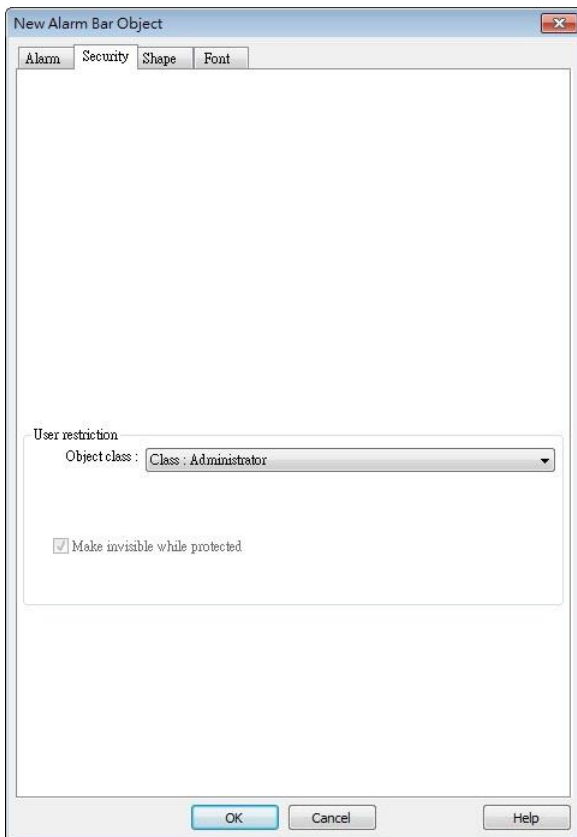 New Alarm Bar Object
Alarm Security Shape Font
User restriction
Object class : Class : Administrator
Make invisible while protected
OK Cancel Help